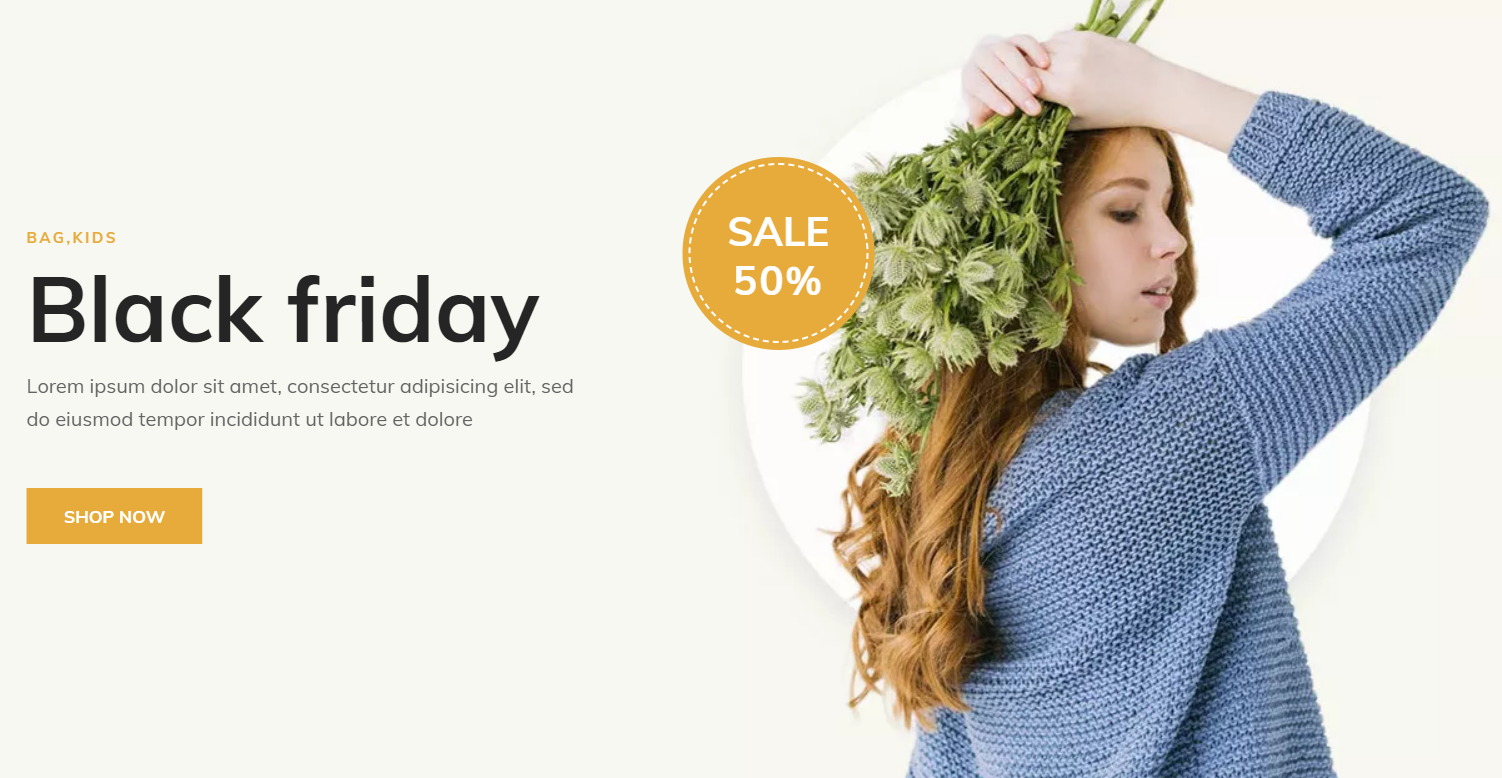 BAG,KIDS
Black friday
Lorem ipsum dolor sit amet, consectetur adipisicing elit, sed
do eiusmod tempor incididunt ut labore et dolore
SHOP NOW
SALE
50%